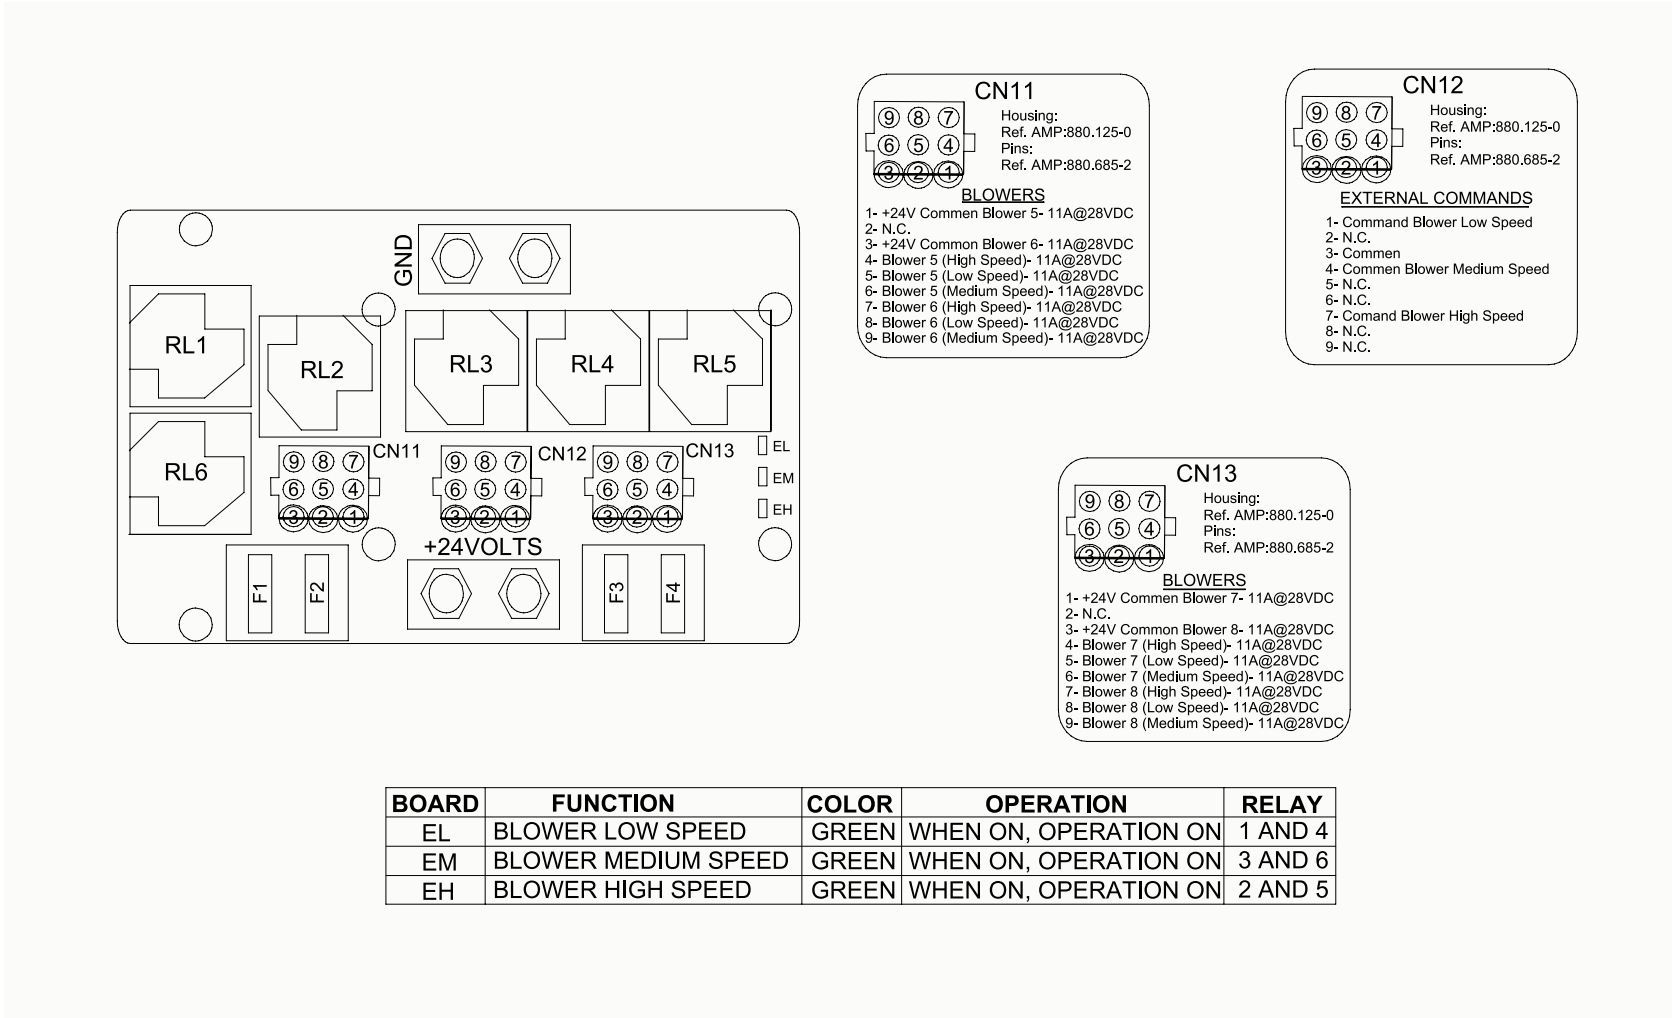 CN11
9 8 7
6 5 4
3 2 1
Housing:
Ref. AMP:880.125-0
Pins:
Ref. AMP:880.685-2
BLOWERS
1- +24V Commen Blower 5- 11A@28VDC
2- N.C.
3- +24V Common Blower 6- 11A@28VDC
4- Blower 5 (High Speed)- 11A@28VDC
5- Blower 5 (Low Speed)- 11A@28VDC
6- Blower 5 (Medium Speed)- 11A@28VDC
7- Blower 6 (High Speed)- 11A@28VDC
8- Blower 6 (Low Speed)- 11A@28VDC
9- Blower 6 (Medium Speed)- 11A@28VDC
CN12
9 8 7
6 5 4
3 2 1
Housing:
Ref. AMP:880.125-0
Pins:
Ref. AMP:880.685-2
EXTERNAL COMMANDS
1- Command Blower Low Speed
2- N.C.
3- Commen
4- Commen Blower Medium Speed
5- N.C.
6- N.C.
7- Comand Blower High Speed
8- N.C.
9- N.C.
GND
RL1
RL2
RL3
RL4
RL5
RL6
CN11
9 8 7
6 5 4
3 2 1
CN12
9 8 7
6 5 4
3 2 1
CN13
9 8 7
6 5 4
3 2 1
EL
EM
EH
+24VOLTS
F1
F2
F3
F4
CN13
9 8 7
6 5 4
3 2 1
Housing:
Ref. AMP:880.125-0
Pins:
Ref. AMP:880.685-2
BLOWERS
1- +24V Commen Blower 7- 11A@28VDC
2- N.C.
3- +24V Common Blower 8- 11A@28VDC
4- Blower 7 (High Speed)- 11A@28VDC
5- Blower 7 (Low Speed)- 11A@28VDC
6- Blower 7 (Medium Speed)- 11A@28VDC
7- Blower 8 (High Speed)- 11A@28VDC
8- Blower 8 (Low Speed)- 11A@28VDC
9- Blower 8 (Medium Speed)- 11A@28VDC
BOARD FUNCTION COLOR OPERATION RELAY
EL BLOWER LOW SPEED GREEN WHEN ON, OPERATION ON 1 AND 4
EM BLOWER MEDIUM SPEED GREEN WHEN ON, OPERATION ON 3 AND 6
EH BLOWER HIGH SPEED GREEN WHEN ON, OPERATION ON 2 AND 5